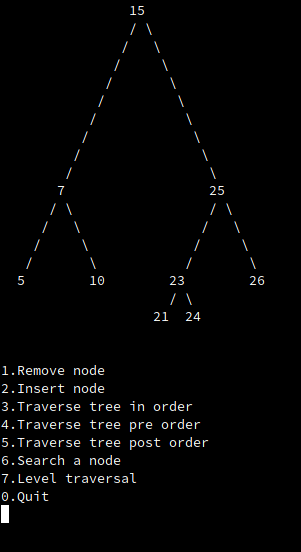 15
/ \
/ \
/ \
/ \
/ \
/ \
/ \
/ \
/ \
7 25
/ \ / \
/ \ / \
/ \ / \
/ \ / \
5 10 23 26
/ \
21 24
1.Remove node
2.Insert node
3.Traverse tree in order
4.Traverse tree pre order
5.Traverse tree post order
6.Search a node
7.Level traversal
0.Quit